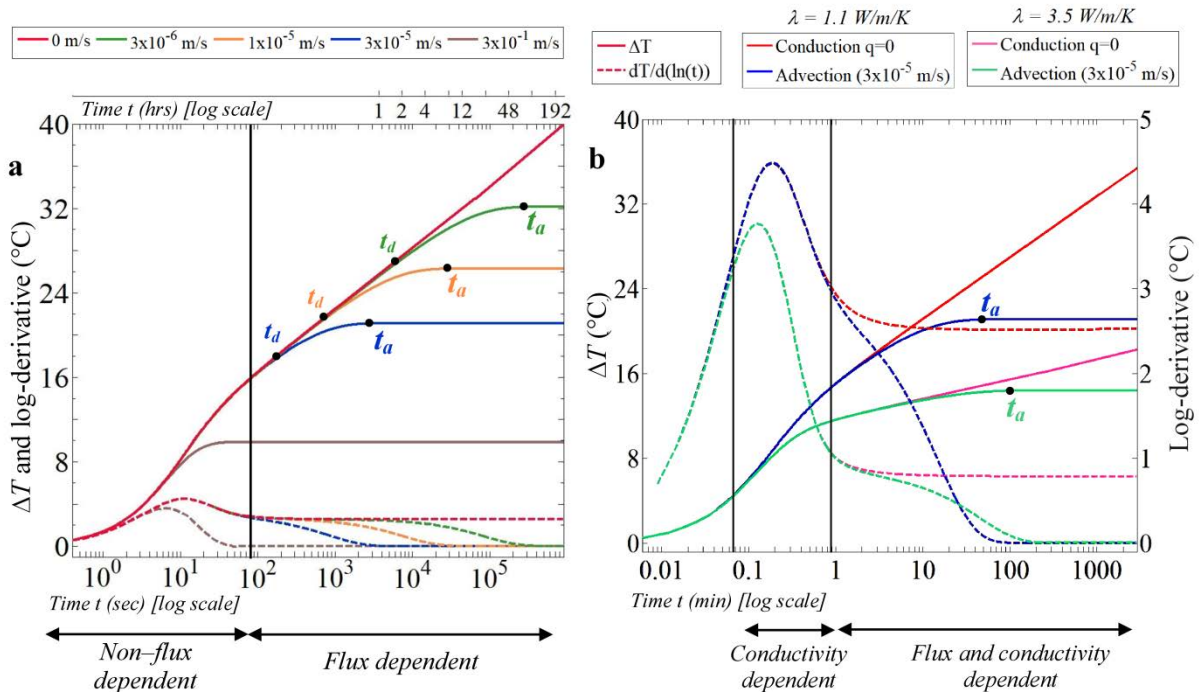 0 m/s 3x10⁻⁶ m/s 1x10⁻⁵ m/s 3x10⁻⁵ m/s 3x10⁻¹ m/s
Time t (hrs) [log scale] 1 2 4 12 48 192
a
ΔT and log-derivative (°C)
40
32
24
16
8
0
t_d
t_d
t_d
t_a
t_a
t_a
10⁰ 10¹ 10² 10³ 10⁴ 10⁵
Time t (sec) [log scale]
Non–flux dependent
Flux dependent
λ = 1.1 W/m/K λ = 3.5 W/m/K
ΔT
dT/d(ln(t))
Conduction q=0
Advection (3x10⁻⁵ m/s)
Conduction q=0
Advection (3x10⁻⁵ m/s)
b
ΔT (°C)
40
32
24
16
8
0
t_a
t_a
5
4
3
2
1
0
Log-derivative (°C)
0.01 0.1 1 10 100 1000
Time t (min) [log scale]
Conductivity dependent
Flux and conductivity dependent